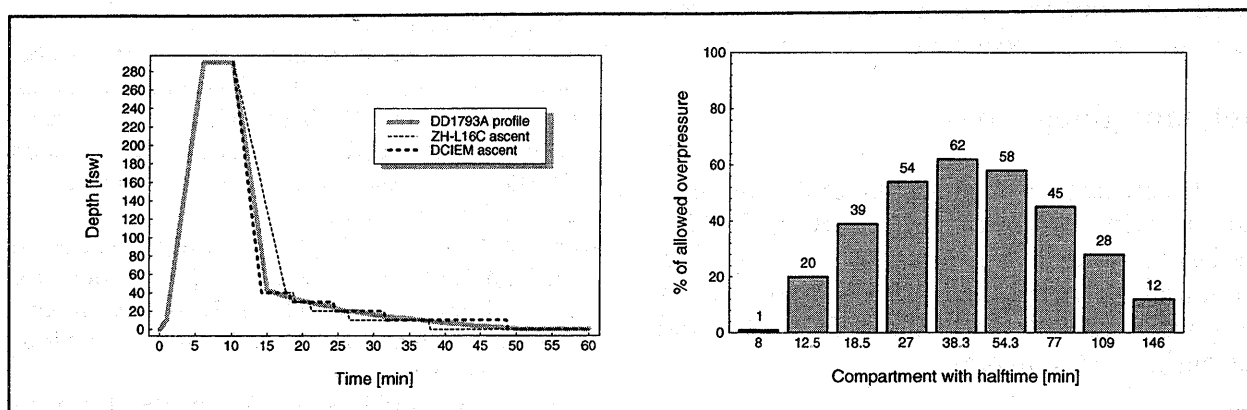 Depth [fsw]
280
260
240
220
200
180
160
140
120
100
80
60
40
20
0
DD1793A profile
ZH-L16C ascent
DCIEM ascent
0 5 10 15 20 25 30 35 40 45 50 55 60
Time [min]
% of allowed overpressure
100
80
60
40
20
0
1 20 39 54 62 58 45 28 12
8 12.5 18.5 27 38.3 54.3 77 109 146
Compartment with halftime [min]